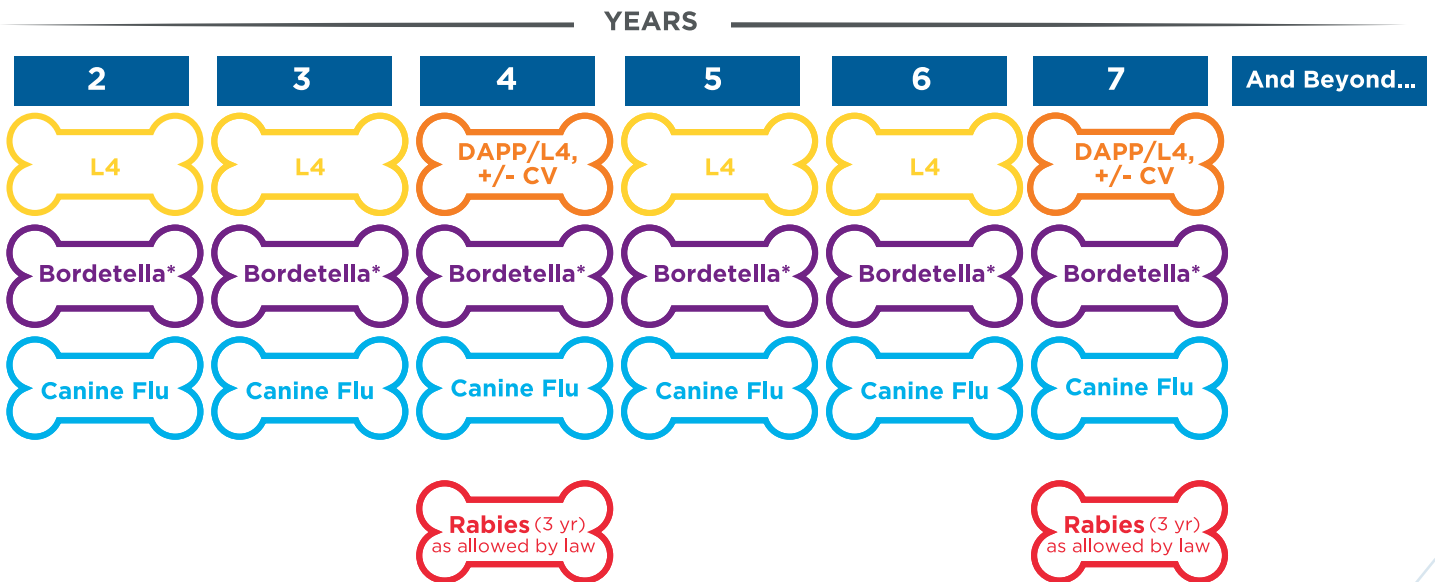 YEARS
2 3 4 5 6 7 And Beyond...
L4
L4
DAPP/L4,
+/- CV
L4
L4
DAPP/L4,
+/- CV
Bordetella*
Bordetella*
Bordetella*
Bordetella*
Bordetella*
Bordetella*
Canine Flu
Canine Flu
Canine Flu
Canine Flu
Canine Flu
Canine Flu
Rabies (3 yr)
as allowed by law
Rabies (3 yr)
as allowed by law